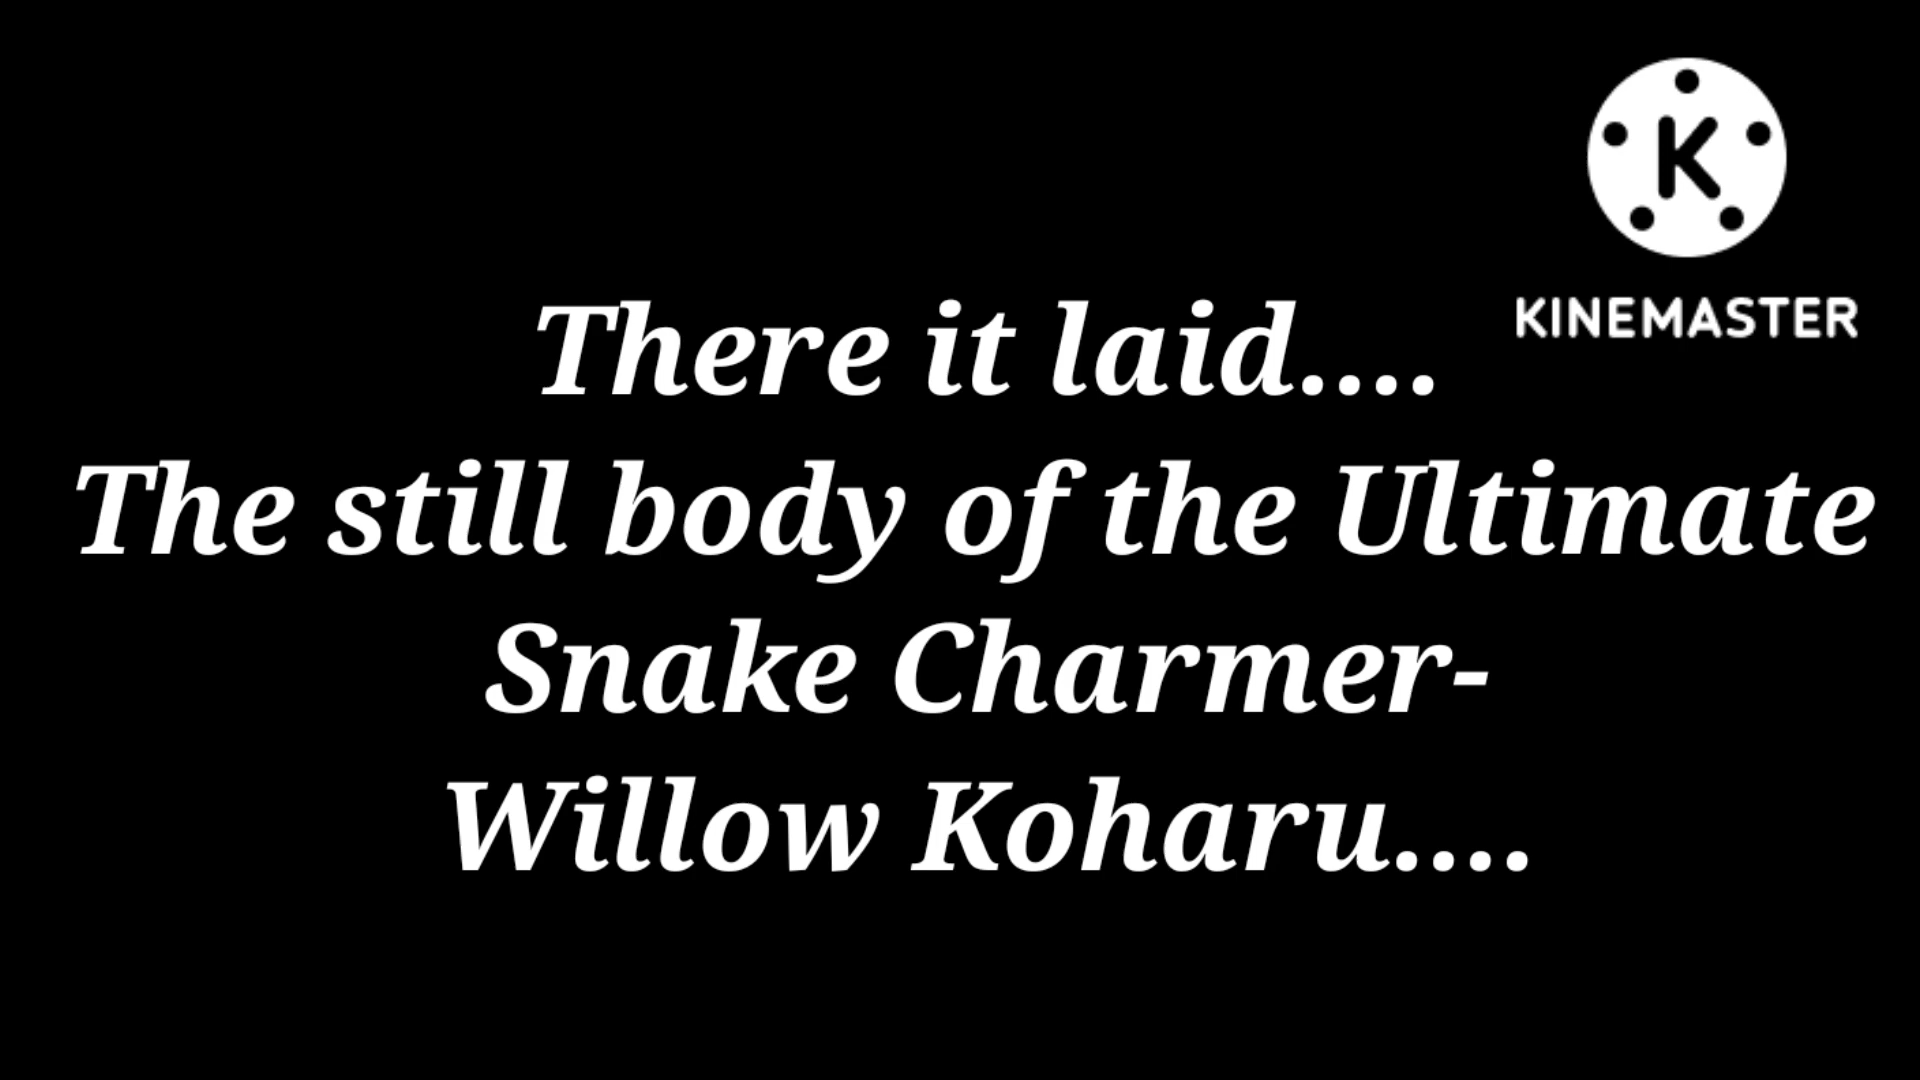 K
KINEMASTER
There it laid....
The still body of the Ultimate
Snake Charmer-
Willow Koharu....